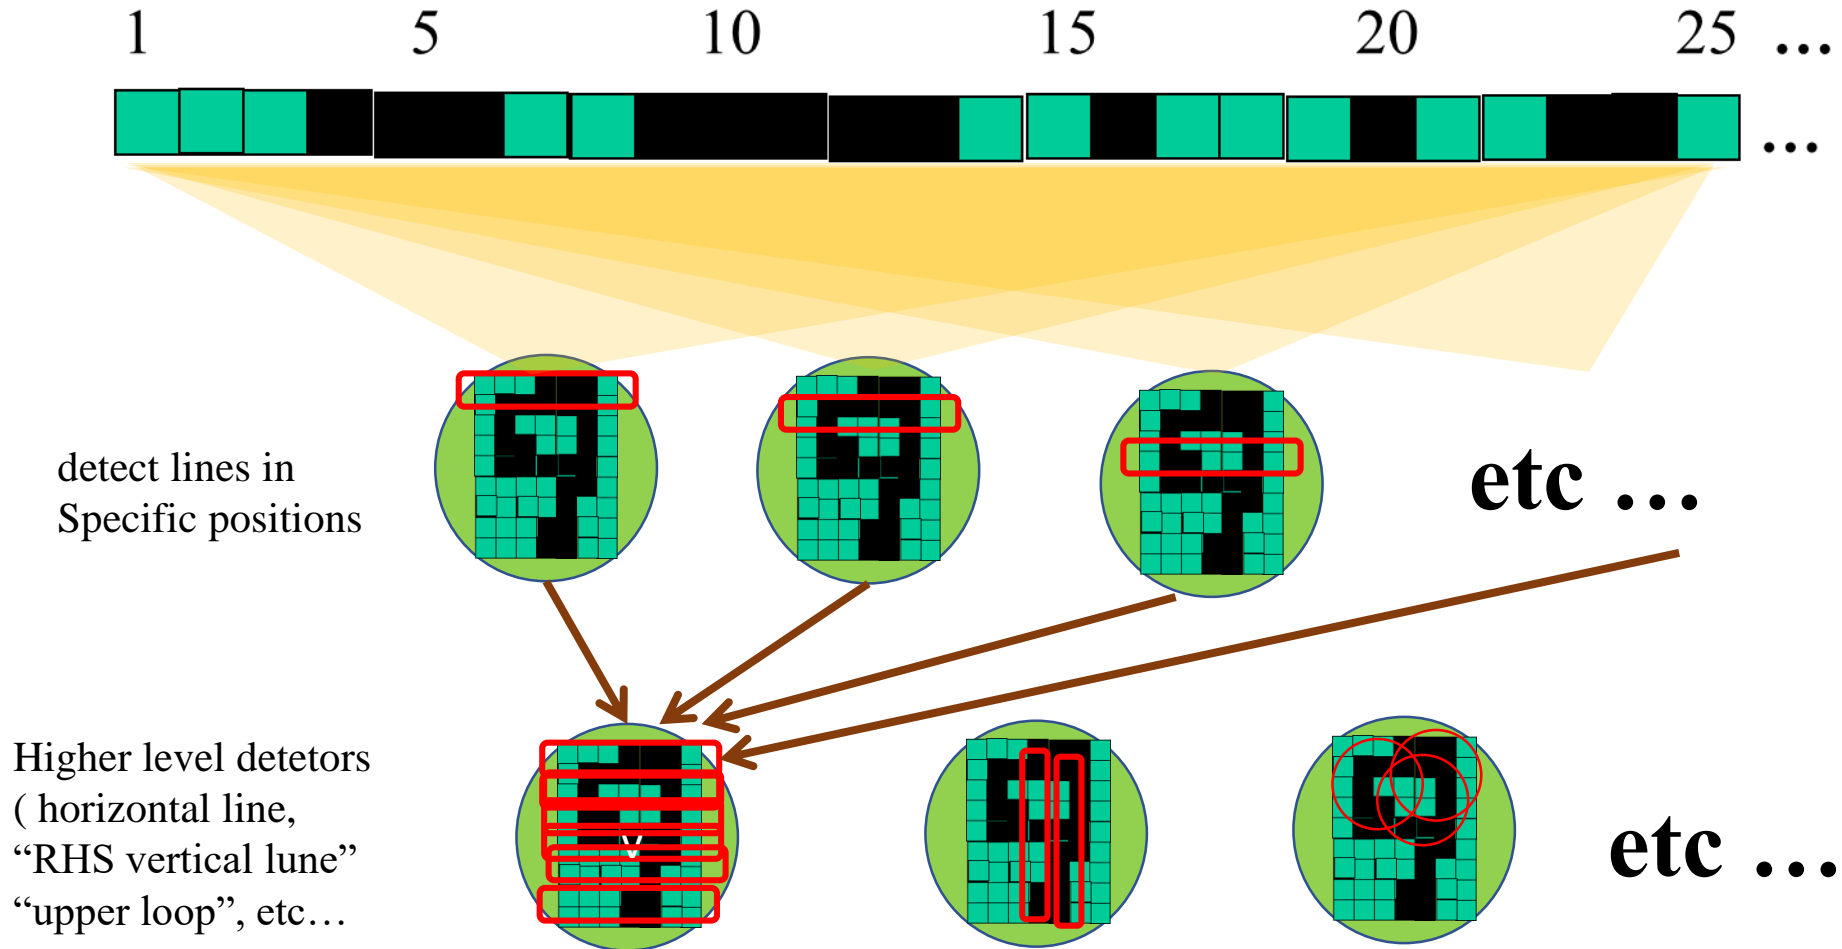 1 5 10 15 20 25 …
…
detect lines in
Specific positions
etc …
Higher level detetors
( horizontal line,
“RHS vertical lune”
“upper loop”, etc…
v
etc …